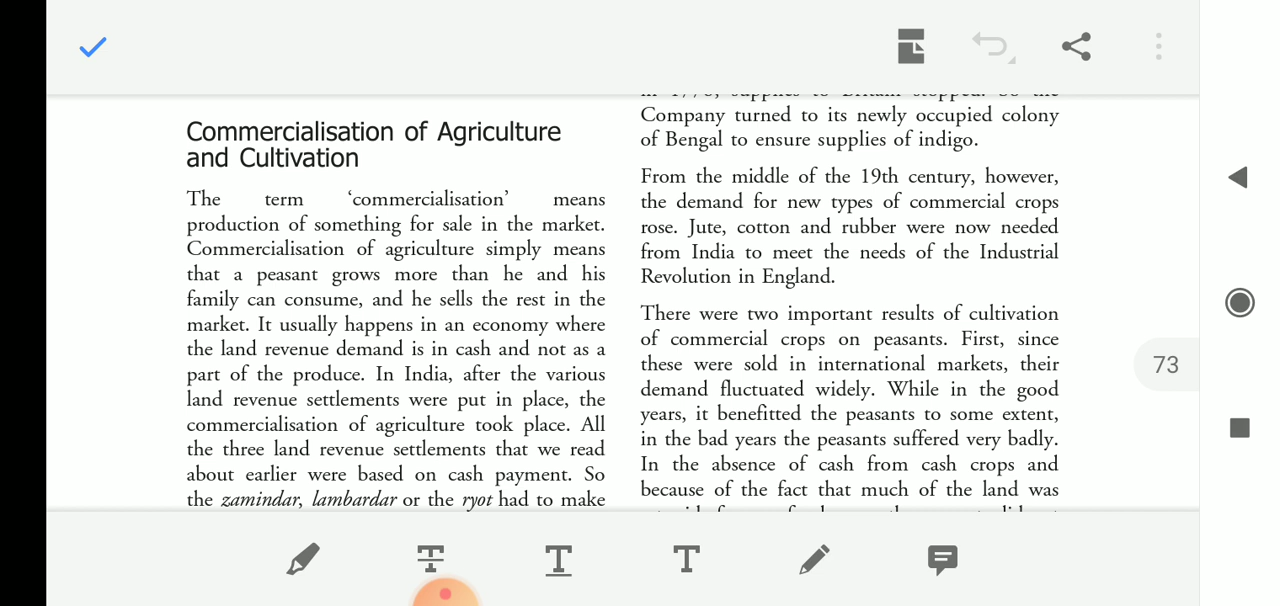 Commercialisation of Agriculture
and Cultivation
The term ‘commercialisation’ means
production of something for sale in the market.
Commercialisation of agriculture simply means
that a peasant grows more than he and his
family can consume, and he sells the rest in the
market. It usually happens in an economy where
the land revenue demand is in cash and not as a
part of the produce. In India, after the various
land revenue settlements were put in place, the
commercialisation of agriculture took place. All
the three land revenue settlements that we read
about earlier were based on cash payment. So
the zamindar, lambardar or the ryot had to make
supplies to Britain stopped. So the
Company turned to its newly occupied colony
of Bengal to ensure supplies of indigo.
From the middle of the 19th century, however,
the demand for new types of commercial crops
rose. Jute, cotton and rubber were now needed
from India to meet the needs of the Industrial
Revolution in England.
There were two important results of cultivation
of commercial crops on peasants. First, since
these were sold in international markets, their
demand fluctuated widely. While in the good
years, it benefitted the peasants to some extent,
in the bad years the peasants suffered very badly.
In the absence of cash from cash crops and
because of the fact that much of the land was
73